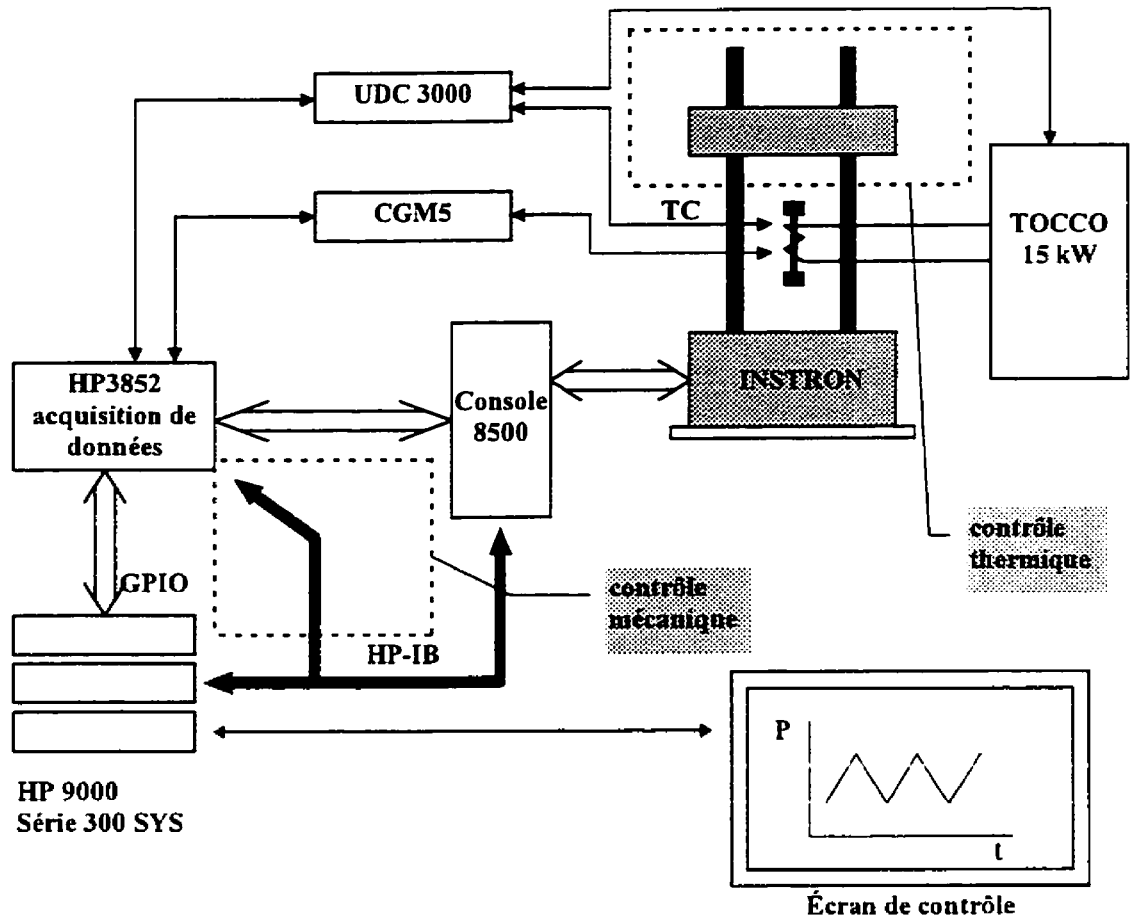 UDC 3000
CGM5
TC
TOCCO
15 kW
HP3852
acquisition de
données
Console
8500
INSTRON
contrôle
thermique
GPIO
contrôle
mécanique
HP-IB
P
t
HP 9000
Série 300 SYS
Écran de contrôle